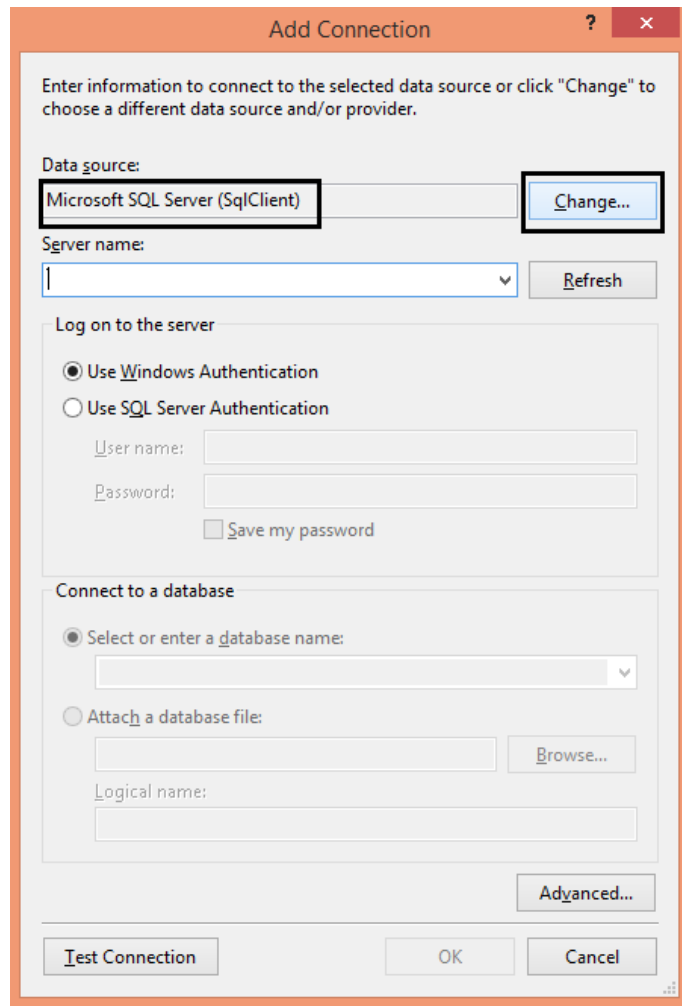 Add Connection
?
×
Enter information to connect to the selected data source or click "Change" to
choose a different data source and/or provider.
Data source:
Microsoft SQL Server (SqlClient)
Change...
Server name:
Refresh
Log on to the server
Use Windows Authentication
Use SQL Server Authentication
User name:
Password:
Save my password
Connect to a database
Select or enter a database name:
Attach a database file:
Browse...
Logical name:
Advanced...
Test Connection
OK
Cancel